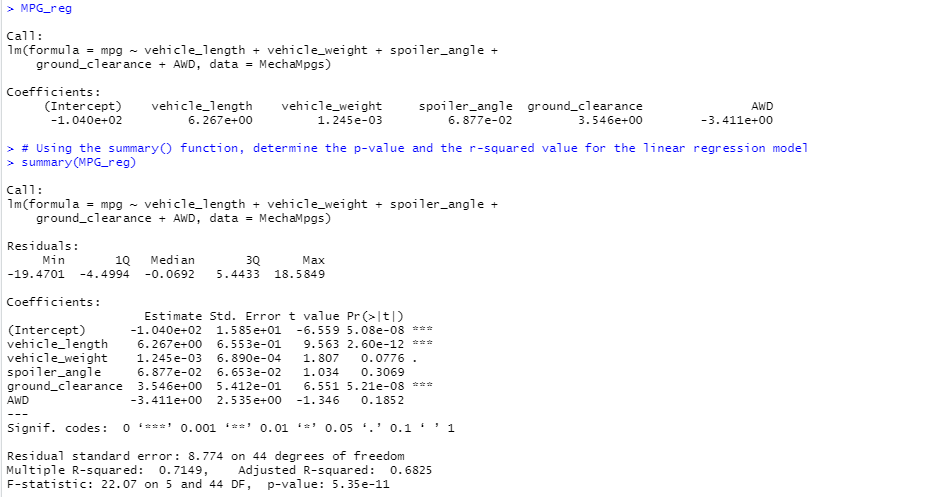 > MPG_reg
Call:
lm(formula = mpg ~ vehicle_length + vehicle_weight + spoiler_angle +
    ground_clearance + AWD, data = MechaMpgs)
Coefficients:
     (Intercept)    vehicle_length    vehicle_weight     spoiler_angle  ground_clearance               AWD
      -1.040e+02         6.267e+00         1.245e-03         6.877e-02         3.546e+00        -3.411e+00
> # Using the summary() function, determine the p-value and the r-squared value for the linear regression model
> summary(MPG_reg)
Call:
lm(formula = mpg ~ vehicle_length + vehicle_weight + spoiler_angle +
    ground_clearance + AWD, data = MechaMpgs)
Residuals:
     Min       1Q   Median       3Q      Max
-19.4701  -4.4994  -0.0692   5.4433  18.5849
Coefficients:
                   Estimate Std. Error t value Pr(>|t|)
(Intercept)      -1.040e+02  1.585e+01  -6.559 5.08e-08 ***
vehicle_length    6.267e+00  6.553e-01   9.563 2.60e-12 ***
vehicle_weight    1.245e-03  6.890e-04   1.807   0.0776 .
spoiler_angle     6.877e-02  6.653e-02   1.034   0.3069
ground_clearance  3.546e+00  5.412e-01   6.551 5.21e-08 ***
AWD              -3.411e+00  2.535e+00  -1.346   0.1852
---
Signif. codes:  0 ‘***’ 0.001 ‘**’ 0.01 ‘*’ 0.05 ‘.’ 0.1 ‘ ’ 1
Residual standard error: 8.774 on 44 degrees of freedom
Multiple R-squared:  0.7149,	Adjusted R-squared:  0.6825
F-statistic: 22.07 on 5 and 44 DF,  p-value: 5.35e-11